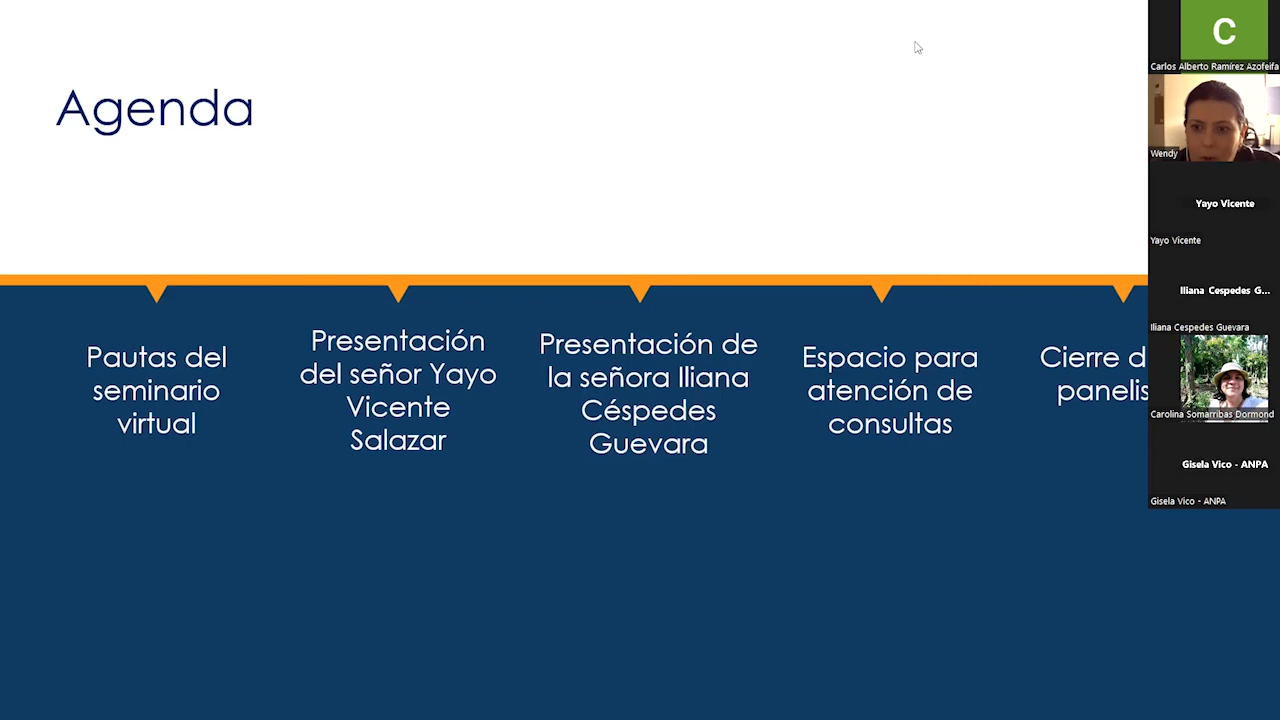 Agenda
Pautas del
seminario
virtual
Presentación
del señor Yayo
Vicente
Salazar
Presentación de
la señora Iliana
Céspedes
Guevara
Espacio para
atención de
consultas
Cierre d
panelis
C
Carlos Alberto Ramírez Azofeifa
Wendy
Yayo Vicente
Yayo Vicente
Iliana Cespedes G...
Iliana Cespedes Guevara
Carolina Somarribas Dormond
Gisela Vico - ANPA
Gisela Vico - ANPA